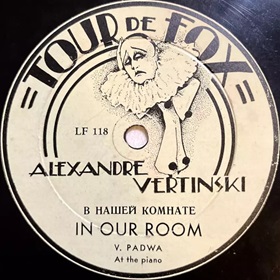 =TOUR DE FOX=
LF 118
ALEXANDRE
VERTINSKI
В НАШЕЙ КОМНАТЕ
IN OUR ROOM
V. PADWA
At the piano